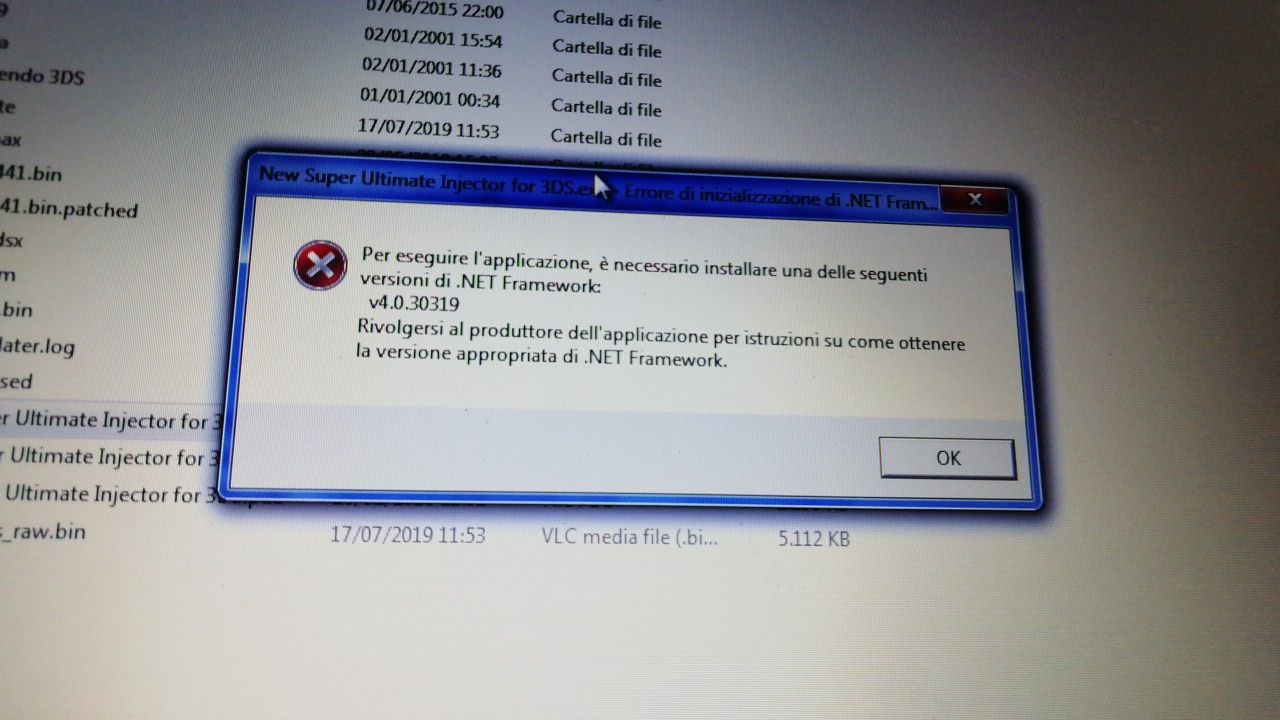 07/06/2015 22:00 Cartella di file
02/01/2001 15:54 Cartella di file
endo 3DS 02/01/2001 11:36 Cartella di file
te 01/01/2001 00:34 Cartella di file
ax 17/07/2019 11:53 Cartella di file
441.bin
41.bin.patched
dsx
m
.bin
later.log
sed
r Ultimate Injector for 3
r Ultimate Injector for 3
Ultimate Injector for 3
s_raw.bin 17/07/2019 11:53 VLC media file (.bi... 5.112 KB
New Super Ultimate Injector for 3DS.ex - Errore di inizializzazione di .NET Fram...
Per eseguire l'applicazione, è necessario installare una delle seguenti
versioni di .NET Framework:
v4.0.30319
Rivolgersi al produttore dell'applicazione per istruzioni su come ottenere
la versione appropriata di .NET Framework.
OK